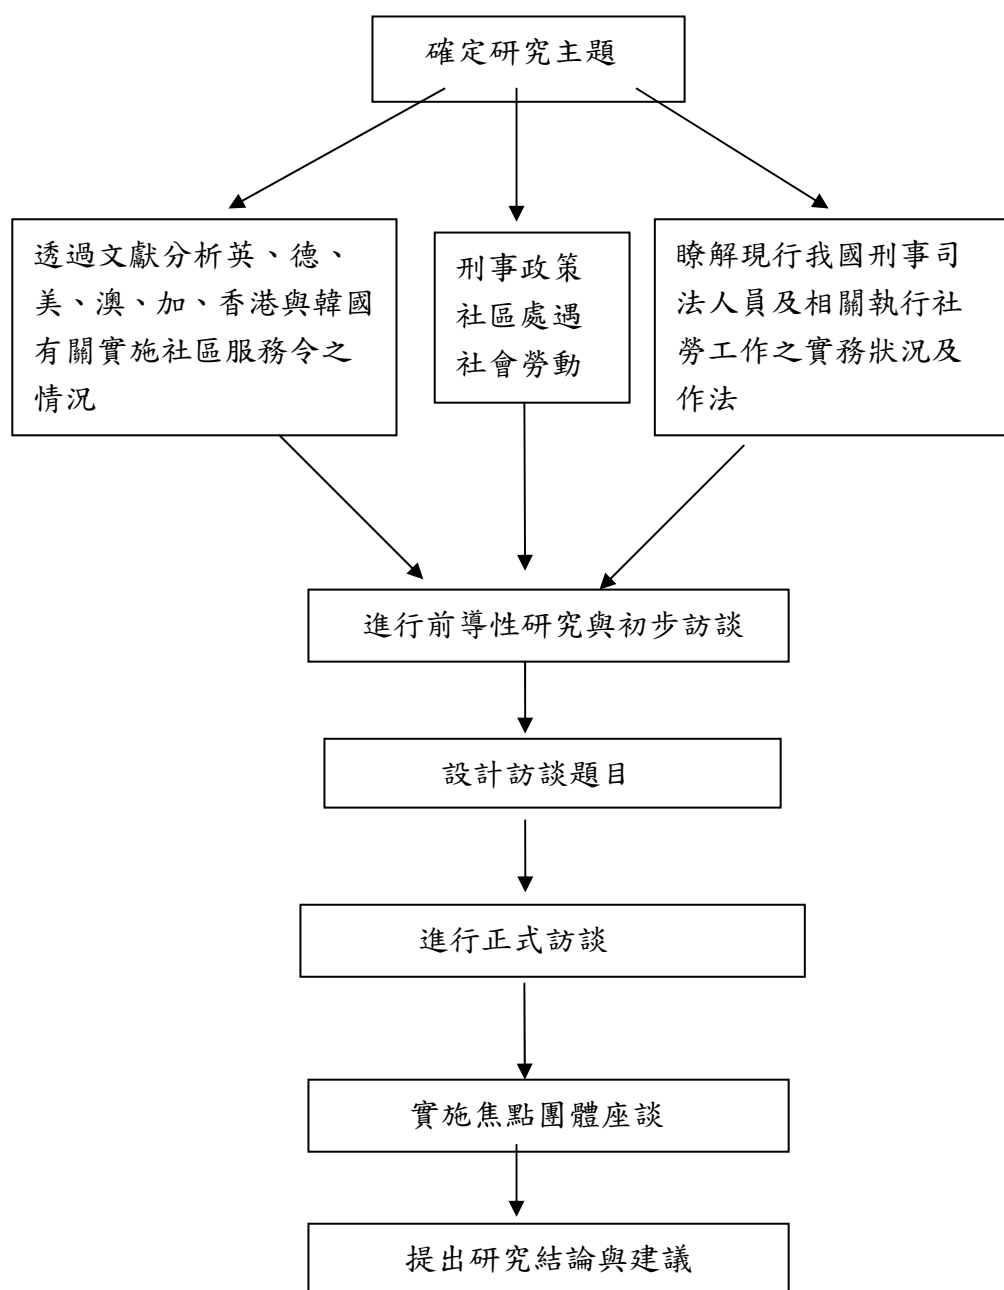 確定研究主題
透過文獻分析英、德、
美、澳、加、香港與韓國
有關實施社區服務令之
情況
刑事政策
社區處遇
社會勞動
瞭解現行我國刑事司
法人員及相關執行社
勞工作之實務狀況及
作法
進行前導性研究與初步訪談
設計訪談題目
進行正式訪談
實施焦點團體座談
提出研究結論與建議